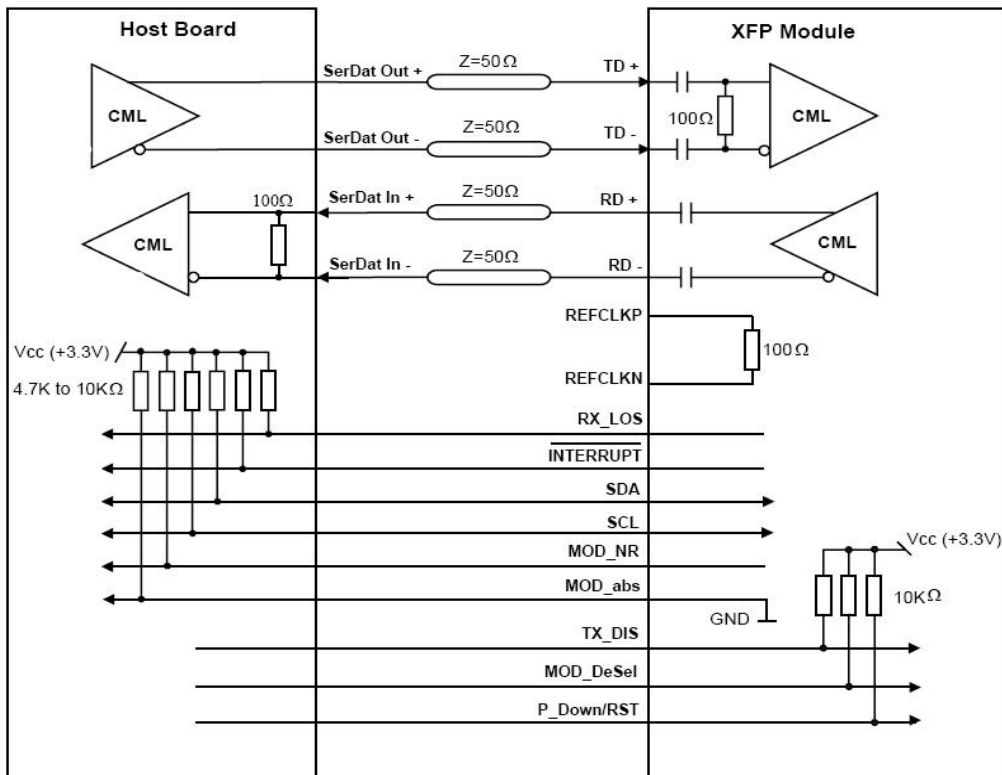 Host Board
XFP Module
SerDat Out +
Z=50Ω
TD +
CML
100Ω
CML
SerDat Out -
Z=50Ω
TD -
100Ω
SerDat In +
Z=50Ω
RD +
CML
CML
SerDat In -
Z=50Ω
RD -
REFCLKP
100Ω
REFCLKN
Vcc (+3.3V)
4.7K to 10KΩ
RX_LOS
INTERRUPT
SDA
SCL
MOD_NR
Vcc (+3.3V)
MOD_abs
10KΩ
GND
TX_DIS
MOD_DeSel
P_Down/RST